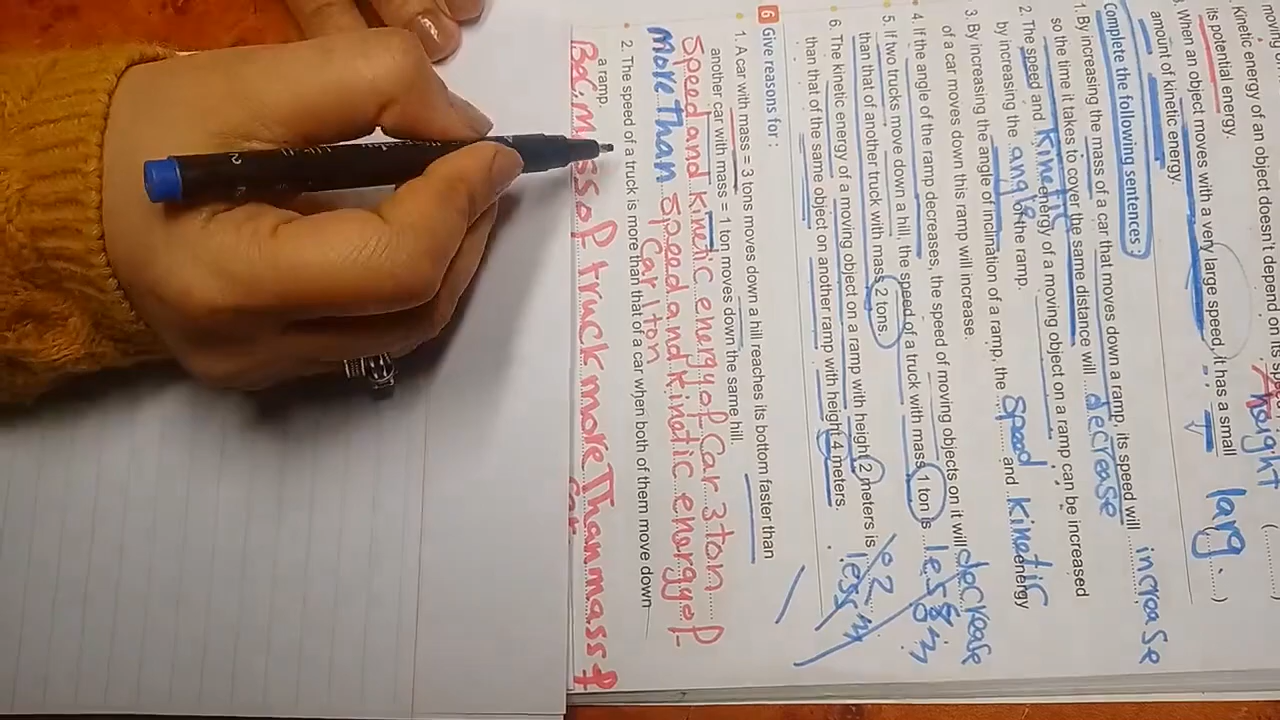 Kinetic energy of an object doesn't depend on its
height
its potential energy. (
When an object moves with a very large speed, it has a small
amount of kinetic energy. larg. )
Complete the following sentences :
1. By increasing the mass of a car that moves down a ramp, its speed will increase
so the time it takes to cover the same distance will decrease
2. The speed and kinetic energy of a moving object on a ramp can be increased
by increasing the angle of the ramp.
3. By increasing the angle of inclination of a ramp, the speed and kinetic energy
of a car moves down this ramp will increase.
4. If the angle of the ramp decreases, the speed of moving objects on it will decrease
5. If two trucks move down a hill, the speed of a truck with mass 1 ton is less
than that of another truck with mass 2 tons
6. The kinetic energy of a moving object on a ramp with height 2 meters is less
than that of the same object on another ramp with height 4 meters.
6 Give reasons for :
1. A car with mass = 3 tons moves down a hill reaches its bottom faster than
another car with mass = 1 ton moves down the same hill.
Speed and kinetic energy of Car 3 ton
more Than speed and kinetic energy of
Car 1 ton
2. The speed of a truck is more than that of a car when both of them move down
a ramp.
Boc: mass of truck more Than mass of
Car